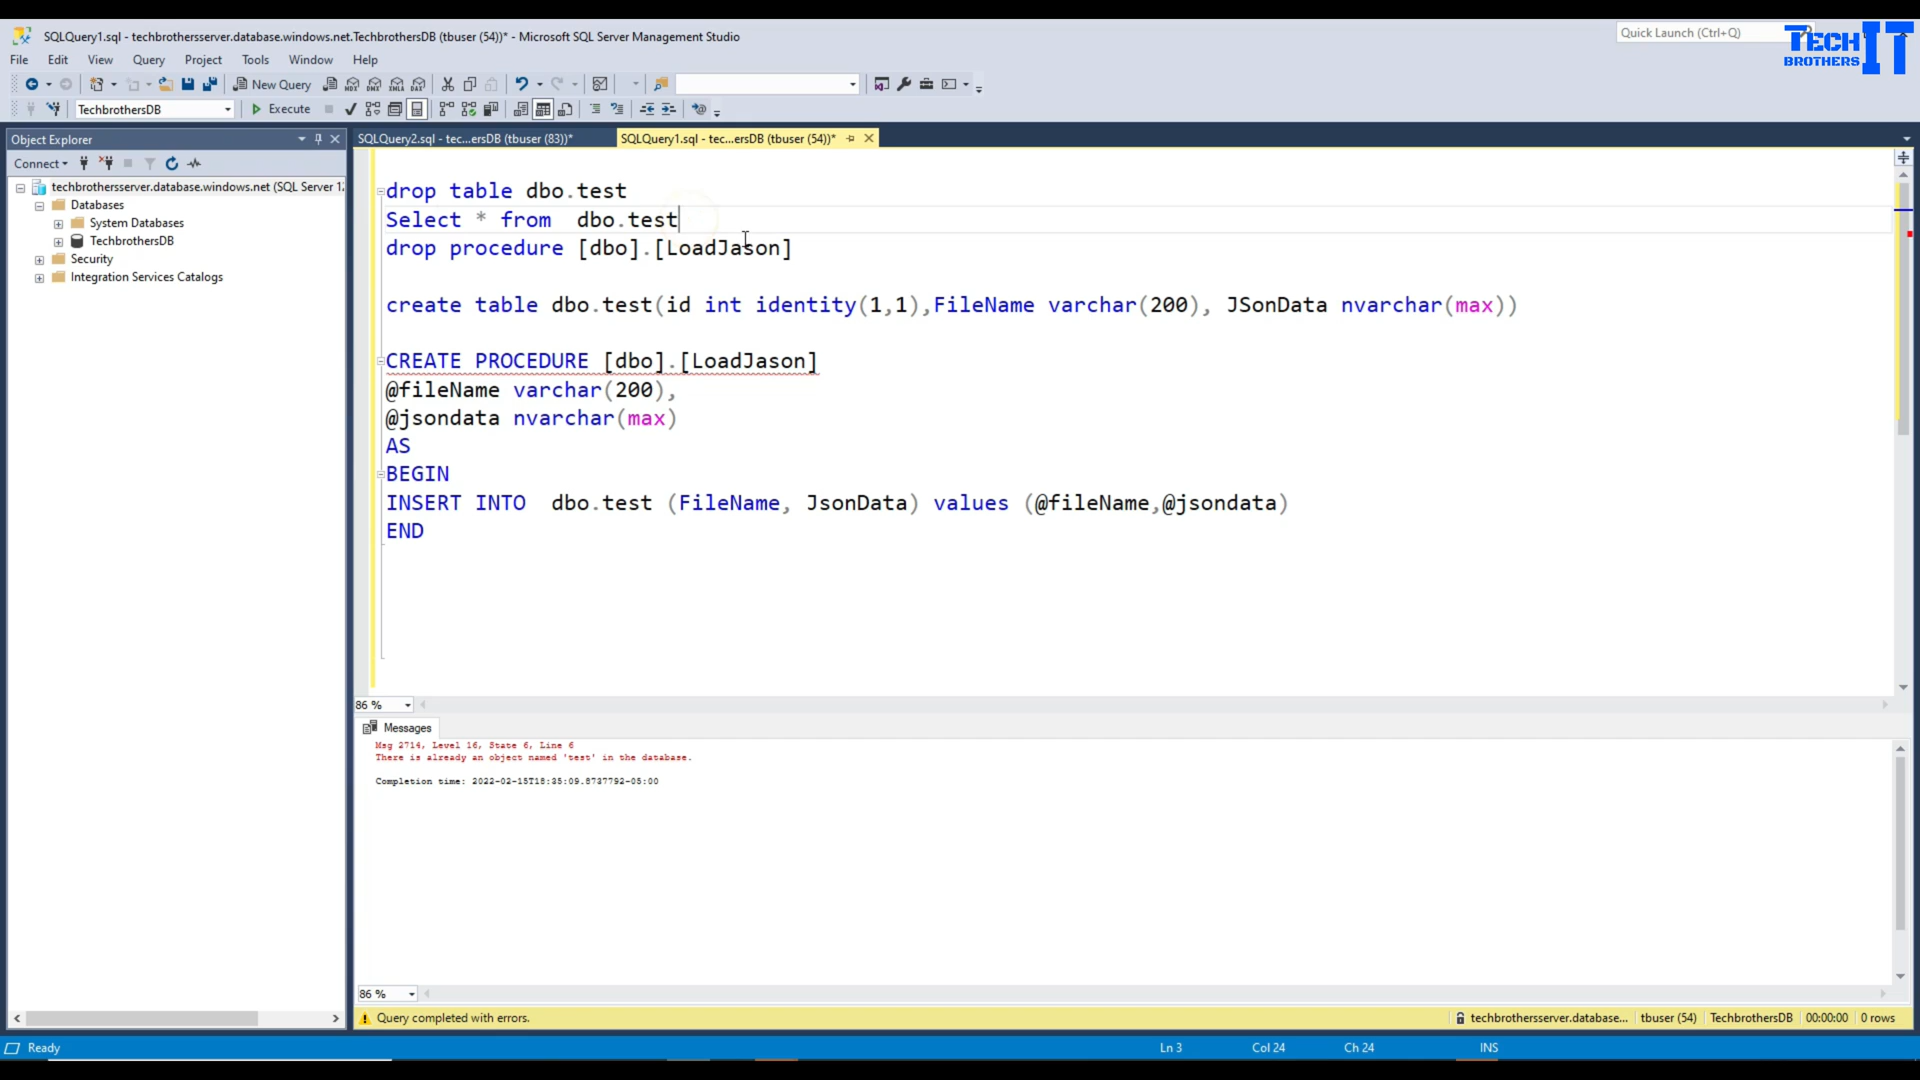 SQLQuery1.sql - techbrothersserver.database.windows.net.TechbrothersDB (tbuser (54))* - Microsoft SQL Server Management Studio
Quick Launch (Ctrl+Q)
TECH BROTHERS IT
File Edit View Query Project Tools Window Help
New Query MDX DMX XMLA DAX
TechbrothersDB Execute
Object Explorer
SQLQuery2.sql - tec...ersDB (tbuser (83))*
SQLQuery1.sql - tec...ersDB (tbuser (54))*
Connect
techbrothersserver.database.windows.net (SQL Server 12
Databases
System Databases
TechbrothersDB
Security
Integration Services Catalogs
drop table dbo.test
Select * from  dbo.test
drop procedure [dbo].[LoadJason]
create table dbo.test(id int identity(1,1),FileName varchar(200), JSonData nvarchar(max))
CREATE PROCEDURE [dbo].[LoadJason]
@fileName varchar(200),
@jsondata nvarchar(max)
AS
BEGIN
INSERT INTO  dbo.test (FileName, JsonData) values (@fileName,@jsondata)
END
86 %
Messages
Msg 2714, Level 16, State 6, Line 6
There is already an object named 'test' in the database.
Completion time: 2022-02-15T18:35:09.8737792-05:00
86 %
Query completed with errors.
techbrothersserver.database... tbuser (54) TechbrothersDB 00:00:00 0 rows
Ready
Ln 3 Col 24 Ch 24 INS